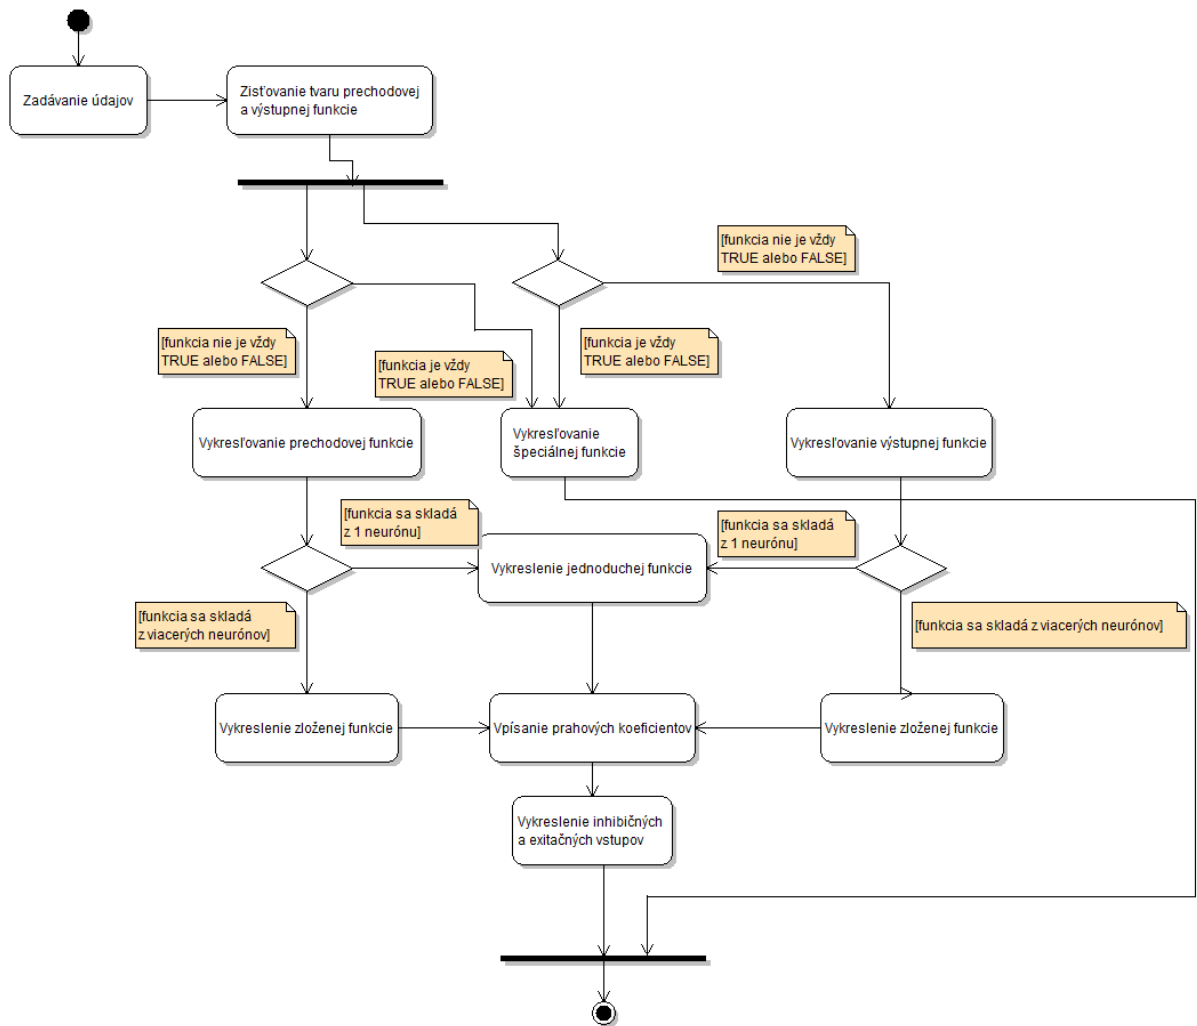 Zadávanie údajov
Zisťovanie tvaru prechodovej
a výstupnej funkcie
[funkcia nie je vždy
TRUE alebo FALSE]
[funkcia nie je vždy
TRUE alebo FALSE]
[funkcia je vždy
TRUE alebo FALSE]
[funkcia je vždy
TRUE alebo FALSE]
Vykresľovanie prechodovej funkcie
Vykresľovanie
špeciálnej funkcie
Vykresľovanie výstupnej funkcie
[funkcia sa skladá
z 1 neurónu]
[funkcia sa skladá
z 1 neurónu]
Vykreslenie jednoduchej funkcie
[funkcia sa skladá
z viacerých neurónov]
[funkcia sa skladá z viacerých neurónov]
Vykreslenie zloženej funkcie
Vpísanie prahových koeficientov
Vykreslenie zloženej funkcie
Vykreslenie inhibičných
a exitačných vstupov